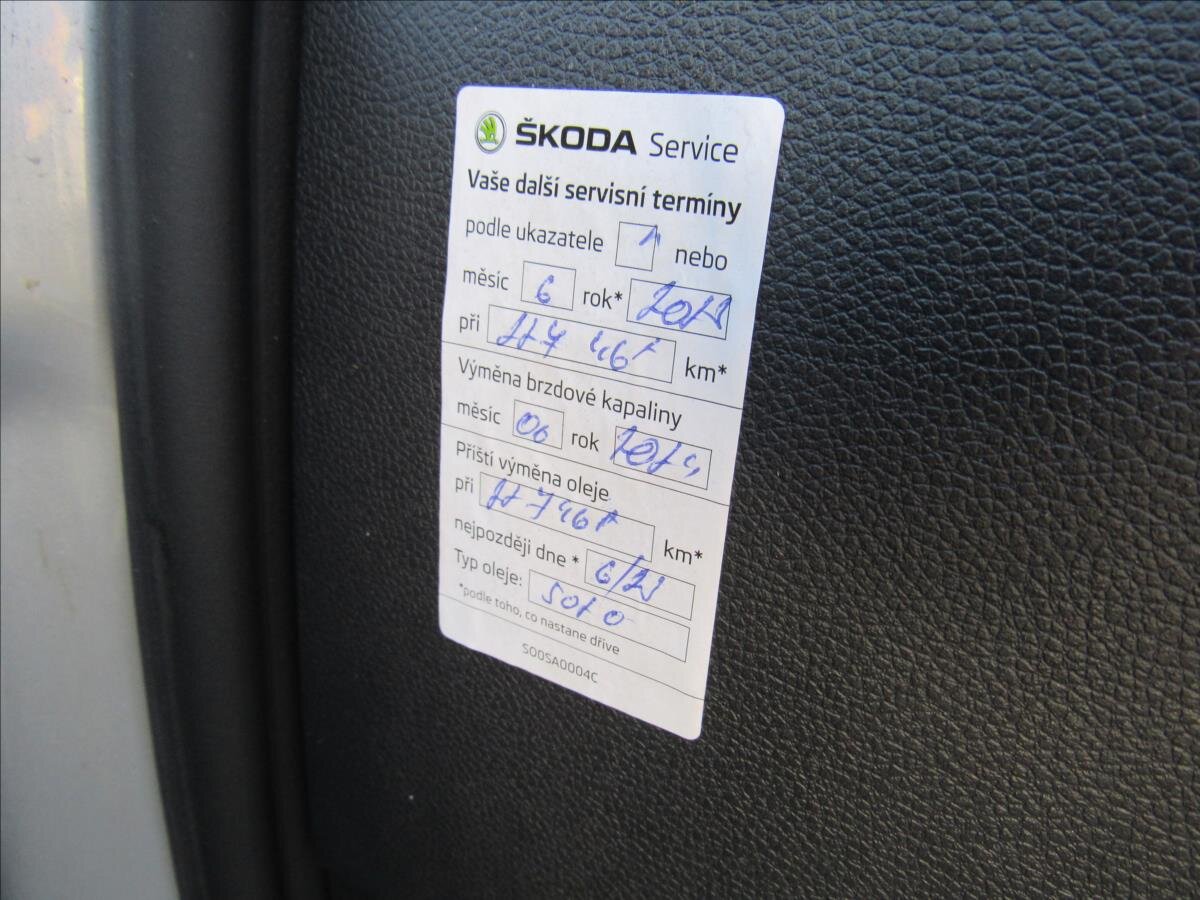 ŠKODA Service
Vaše další servisní termíny
podle ukazatele nebo
měsíc 6 rok*
při km*
Výměna brzdové kapaliny
měsíc 06 rok
Příští výměna oleje
při km*
nejpozději dne *
Typ oleje:
*podle toho, co nastane dříve
S00SA0004C